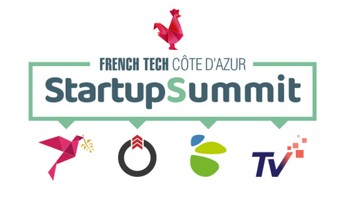 FRENCH TECH CÔTE D'AZUR
StartupSummit
TV